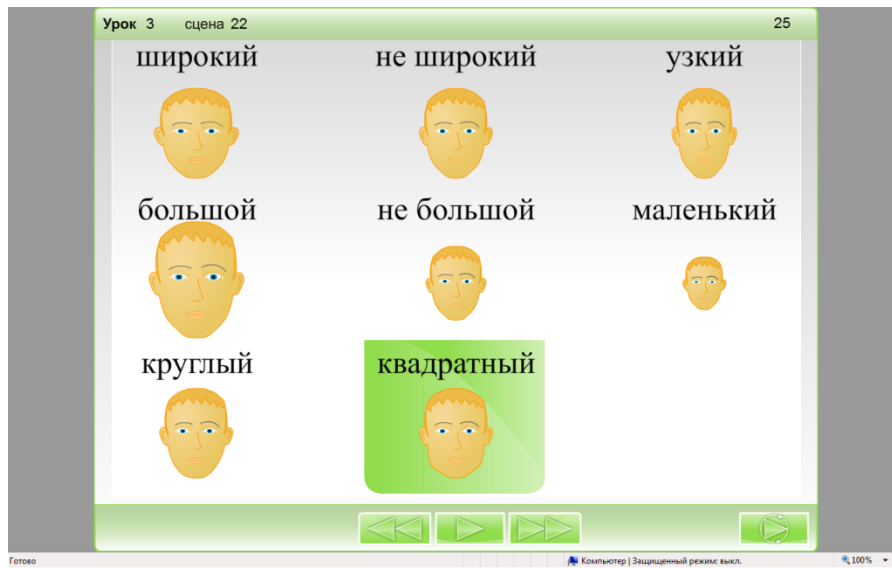 Урок 3 сцена 22 25
широкий не широкий узкий
большой не большой маленький
круглый квадратный
Готово Компьютер | Защищенный режим: выкл. 100%